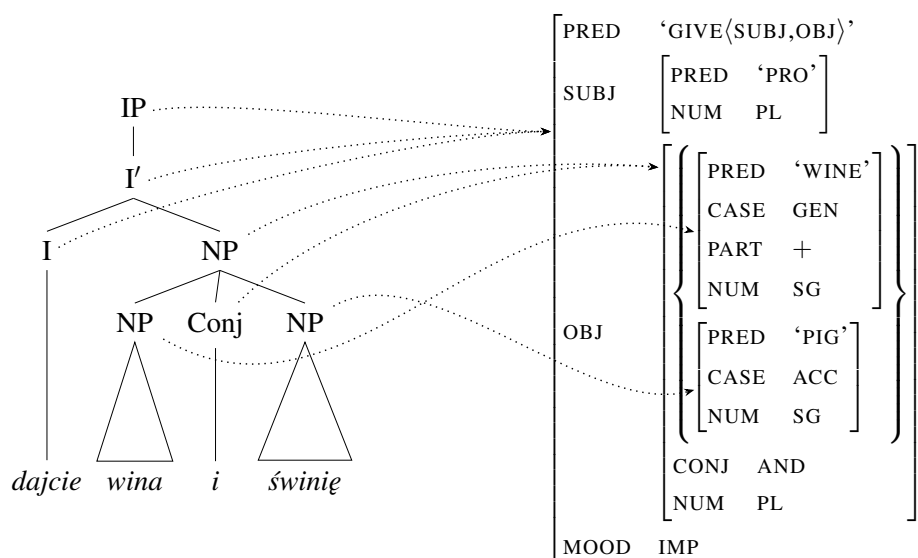 PRED ‘GIVE⟨SUBJ,OBJ⟩’
SUBJ
PRED ‘PRO’
NUM PL
OBJ
PRED ‘WINE’
CASE GEN
PART +
NUM SG
PRED ‘PIG’
CASE ACC
NUM SG
CONJ AND
NUM PL
MOOD IMP
IP
I′
I NP
NP Conj NP
dajcie wina i świnię